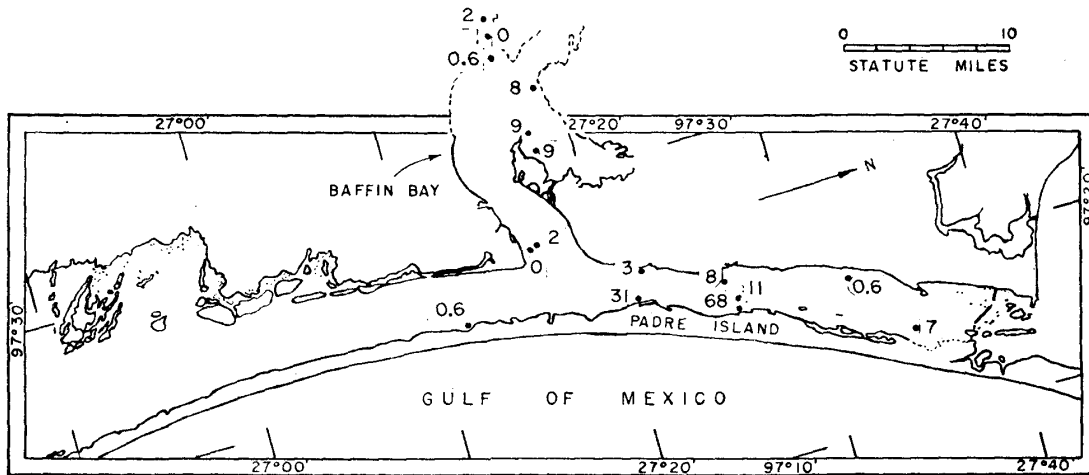 2
0
0.6
8
0 10
STATUTE MILES
27°00' 27°20' 97°30' 27°40'
9
9
BAFFIN BAY
N
97°20'
2
0
3
8
11
0.6
31
68
97°30'
0.6
PADRE ISLAND
17
GULF OF MEXICO
27°00' 27°20' 97°10' 27°40'